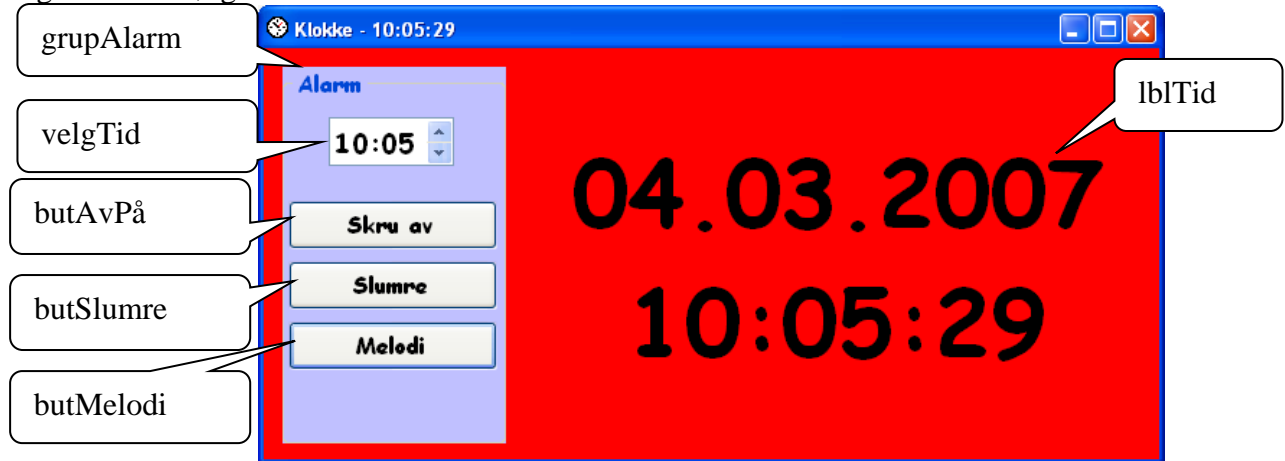 Klokke - 10:05:29
grupAlarm
lblTid
Alarm
velgTid
10:05
04.03.2007
butAvPå
Skru av
Slumre
butSlumre
10:05:29
Melodi
butMelodi